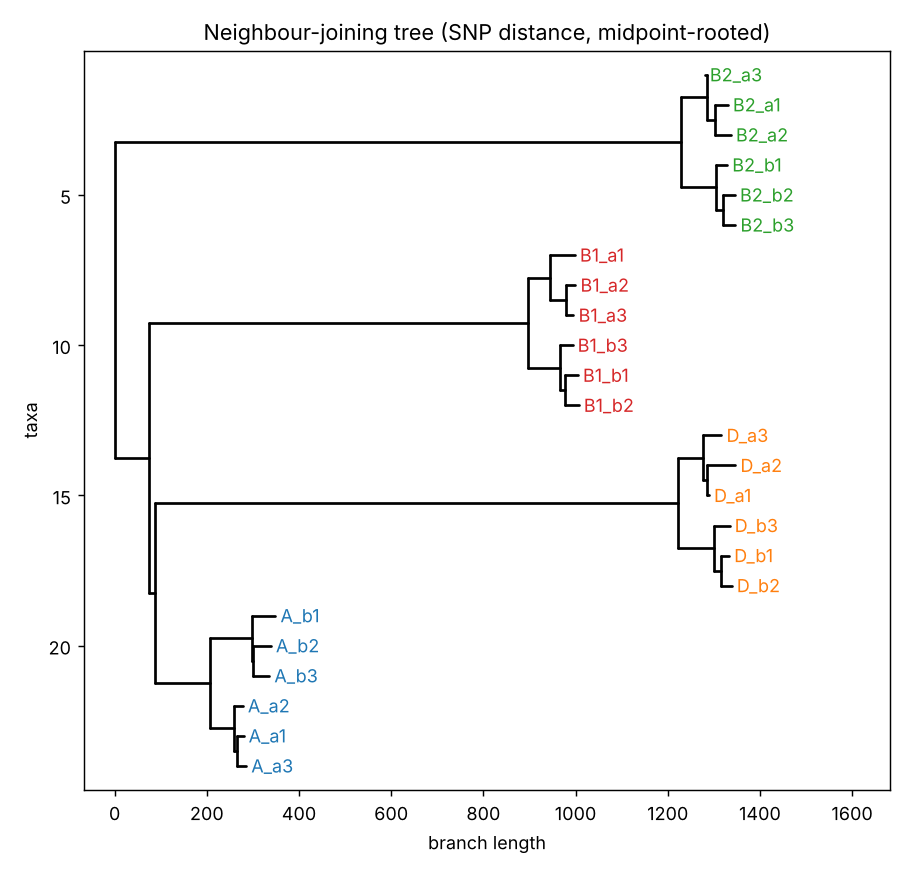 Neighbour-joining tree (SNP distance, midpoint-rooted)
B2_a3
B2_a1
B2_a2
B2_b1
B2_b2
B2_b3
B1_a1
B1_a2
B1_a3
B1_b3
B1_b1
B1_b2
D_a3
D_a2
D_a1
D_b3
D_b1
D_b2
A_b1
A_b2
A_b3
A_a2
A_a1
A_a3
5
10
15
20
taxa
0 200 400 600 800 1000 1200 1400 1600
branch length